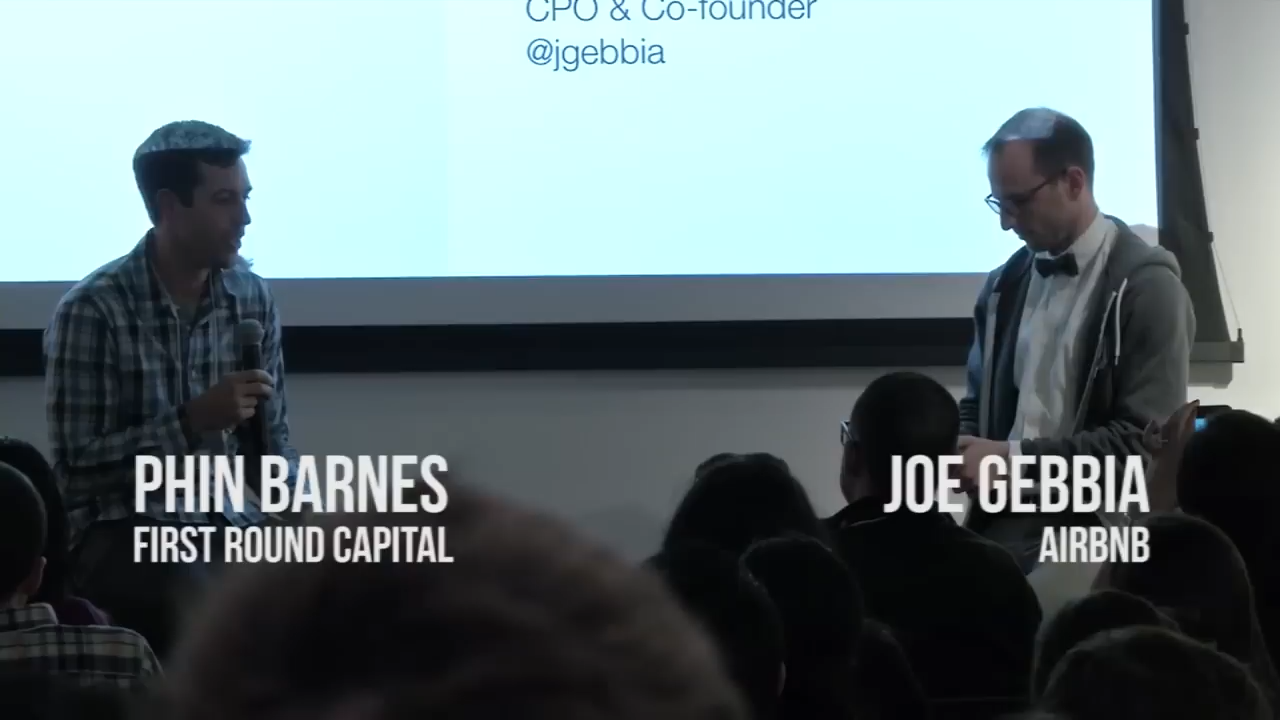 CPO & Co-founder
@jgebbia
PHIN BARNES
FIRST ROUND CAPITAL
JOE GEBBIA
AIRBNB